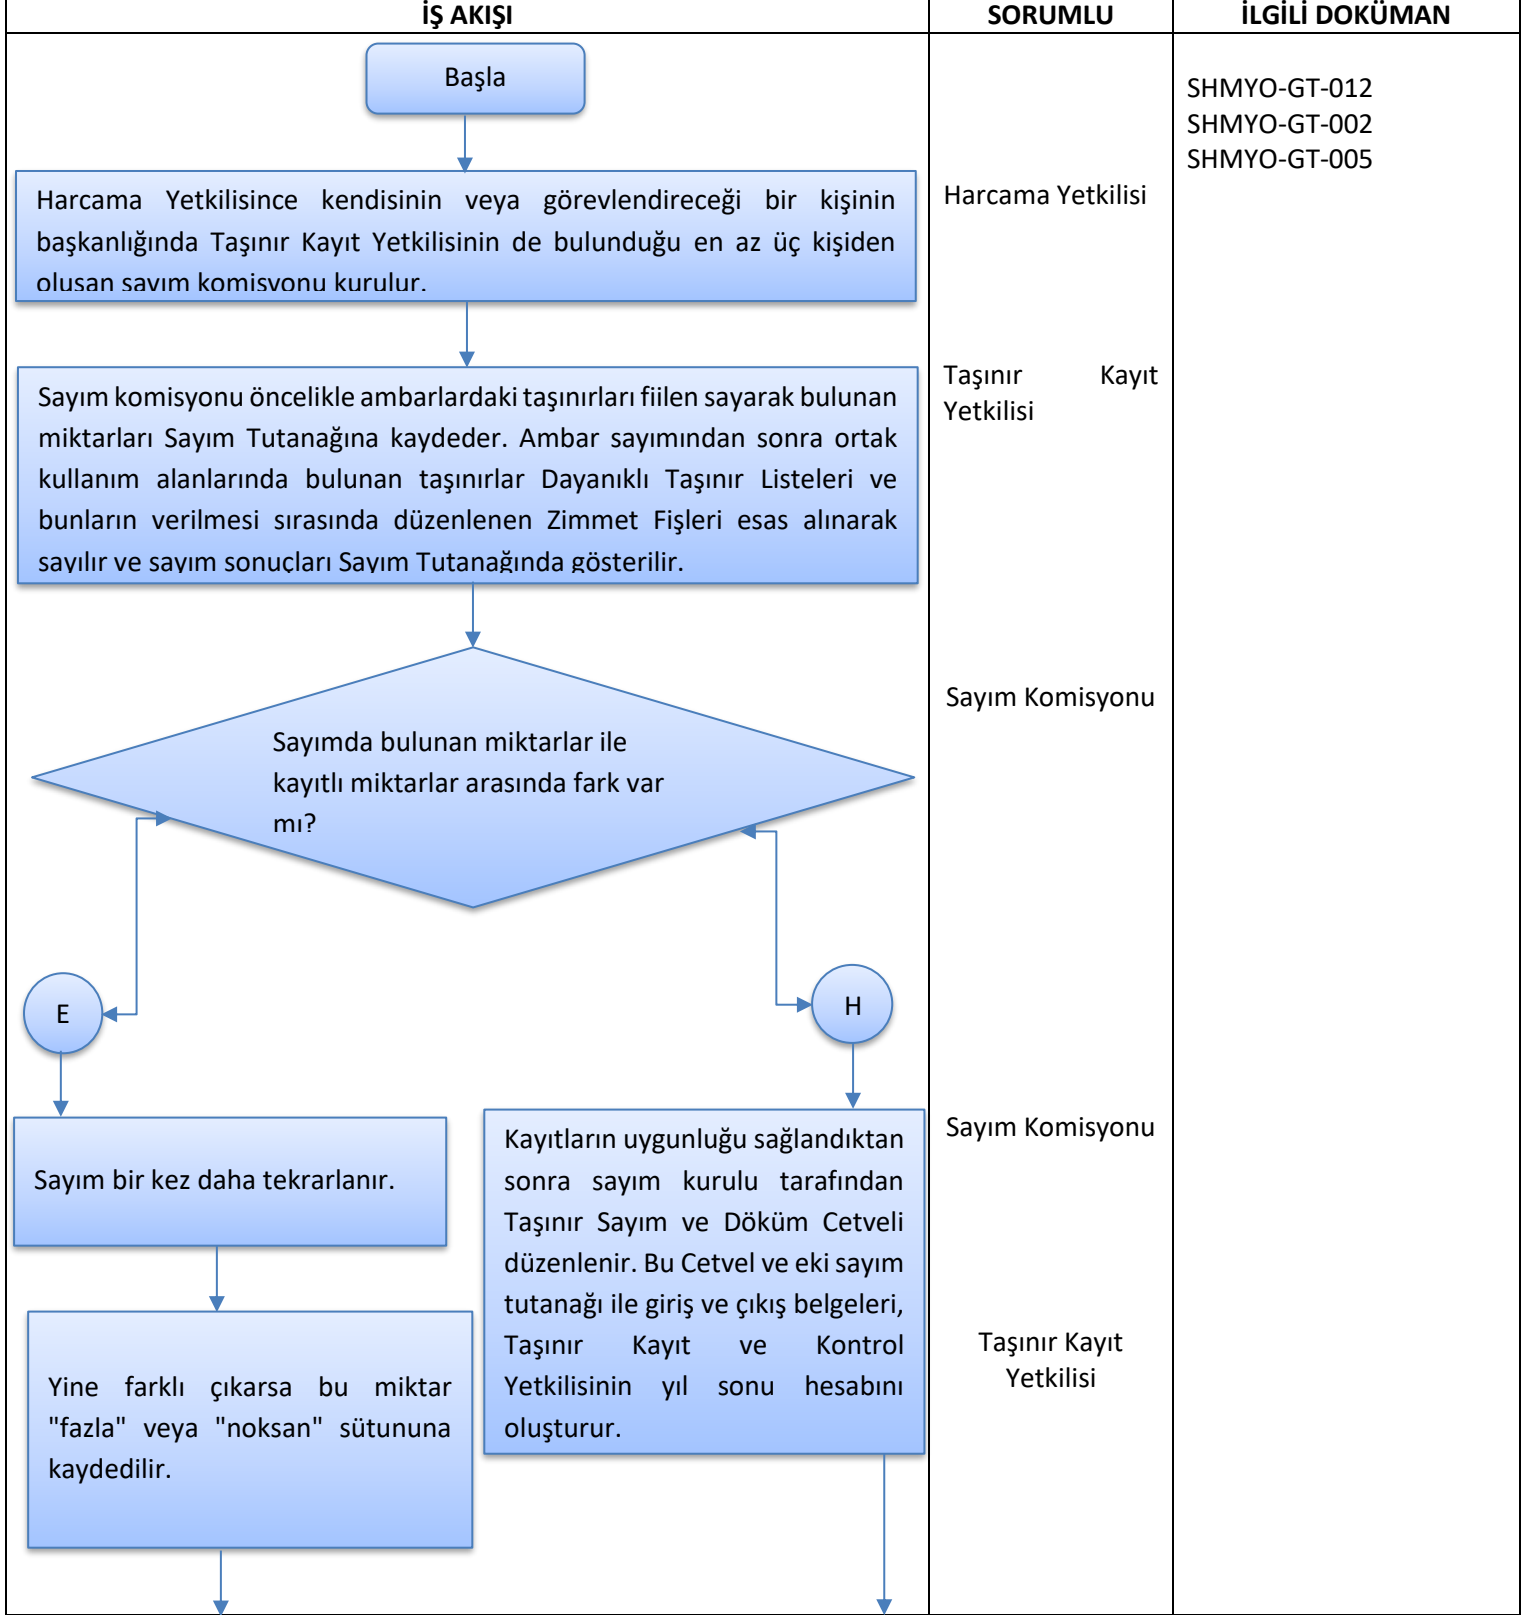 İŞ AKIŞI
SORUMLU
İLGİLİ DOKÜMAN
Başla
SHMYO-GT-012
SHMYO-GT-002
SHMYO-GT-005
Harcama Yetkilisince kendisinin veya görevlendireceği bir kişinin
başkanlığında Taşınır Kayıt Yetkilisinin de bulunduğu en az üç kişiden
oluşan sayım komisyonu kurulur.
Harcama Yetkilisi
Sayım komisyonu öncelikle ambarlardaki taşınırları fiilen sayarak bulunan
miktarları Sayım Tutanağına kaydeder. Ambar sayımından sonra ortak
kullanım alanlarında bulunan taşınırlar Dayanıklı Taşınır Listeleri ve
bunların verilmesi sırasında düzenlenen Zimmet Fişleri esas alınarak
sayılır ve sayım sonuçları Sayım Tutanağında gösterilir.
Taşınır Kayıt
Yetkilisi
Sayımda bulunan miktarlar ile
kayıtlı miktarlar arasında fark var
mı?
Sayım Komisyonu
E
H
Sayım bir kez daha tekrarlanır.
Yine farklı çıkarsa bu miktar
"fazla" veya "noksan" sütununa
kaydedilir.
Kayıtların uygunluğu sağlandıktan
sonra sayım kurulu tarafından
Taşınır Sayım ve Döküm Cetveli
düzenlenir. Bu Cetvel ve eki sayım
tutanağı ile giriş ve çıkış belgeleri,
Taşınır Kayıt ve Kontrol
Yetkilisinin yıl sonu hesabını
oluşturur.
Sayım Komisyonu
Taşınır Kayıt
Yetkilisi